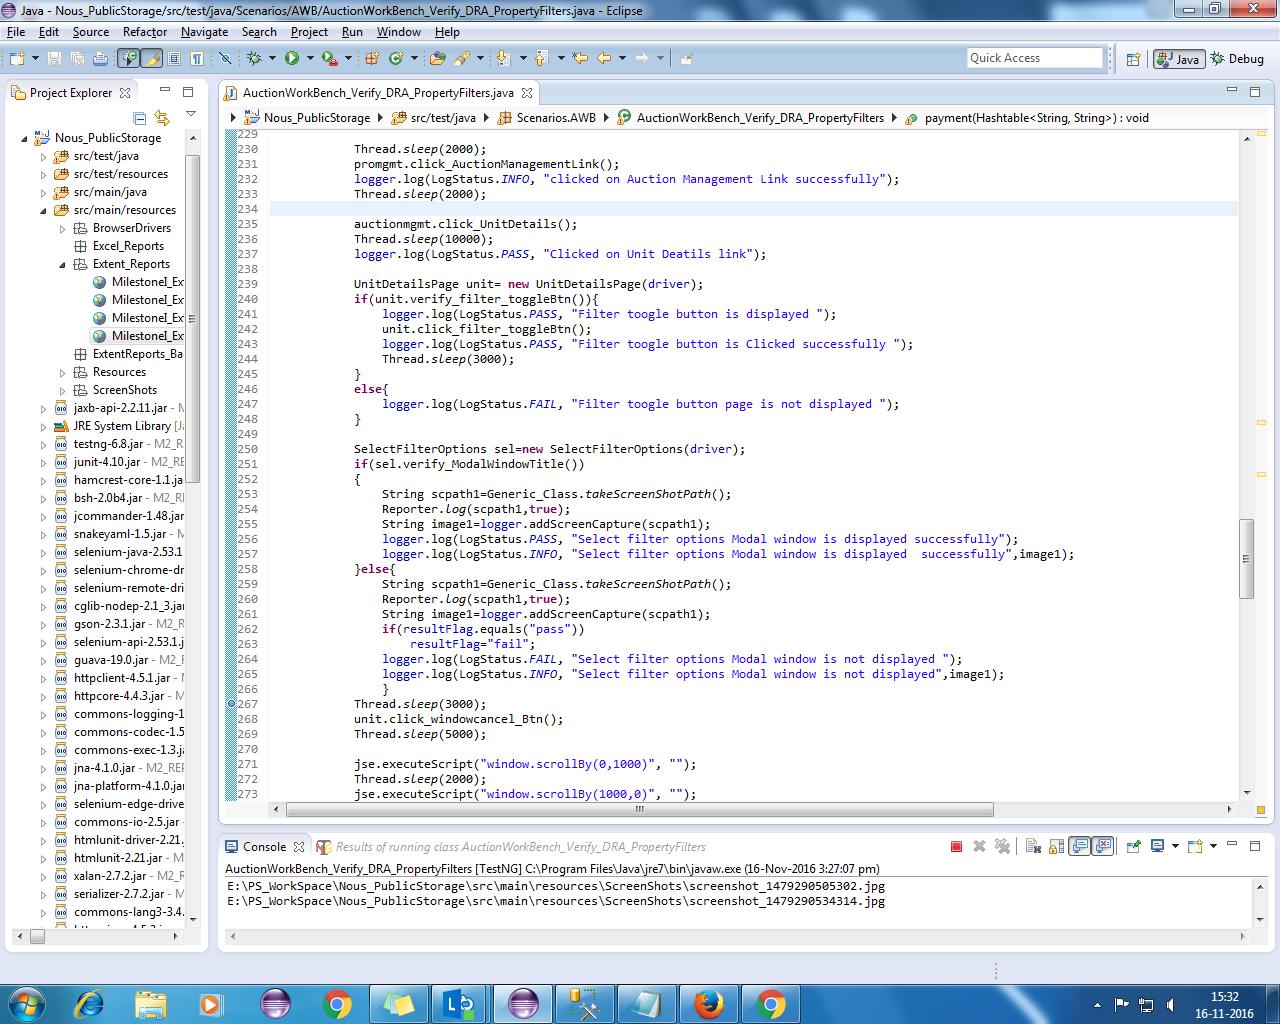 Java - Nous_PublicStorage/src/test/java/Scenarios/AWB/AuctionWorkBench_Verify_DRA_PropertyFilters.java - Eclipse
File Edit Source Refactor Navigate Search Project Run Window Help
Quick Access
Java
Debug
Project Explorer
Nous_PublicStorage
src/test/java
src/test/resources
src/main/java
src/main/resources
BrowserDrivers
Excel_Reports
Extent_Reports
MilestoneI_Ex
MilestoneI_Ex
MilestoneI_Ex
MilestoneI_Ex
ExtentReports_Ba
Resources
ScreenShots
jaxb-api-2.2.11.jar - M
JRE System Library [Ja
testng-6.8.jar - M2_RE
junit-4.10.jar - M2_RE
hamcrest-core-1.1.jar
bsh-2.0b4.jar - M2_RE
jcommander-1.48.jar
snakeyaml-1.5.jar - M
selenium-java-2.53.1
selenium-chrome-dr
selenium-remote-dri
cglib-nodep-2.1_3.jar
gson-2.3.1.jar - M2_R
selenium-api-2.53.1
guava-19.0.jar - M2_R
httpclient-4.5.1.jar -
httpcore-4.4.3.jar - M
commons-logging-1
commons-codec-1.5
commons-exec-1.3.ja
jna-4.1.0.jar - M2_REP
jna-platform-4.1.0.ja
selenium-edge-drive
commons-io-2.5.jar -
htmlunit-driver-2.21.
htmlunit-2.21.jar - M
xalan-2.7.2.jar - M2_R
serializer-2.7.2.jar - M
commons-lang3-3.4.
AuctionWorkBench_Verify_DRA_PropertyFilters.java
Nous_PublicStorage src/test/java Scenarios.AWB AuctionWorkBench_Verify_DRA_PropertyFilters payment(Hashtable<String, String>) : void
229
230 Thread.sleep(2000);
231 promgmt.click_AuctionManagementLink();
232 logger.log(LogStatus.INFO, "clicked on Auction Management Link successfully");
233 Thread.sleep(2000);
234
235 auctionmgmt.click_UnitDetails();
236 Thread.sleep(10000);
237 logger.log(LogStatus.PASS, "Clicked on Unit Deatils link");
238
239 UnitDetailsPage unit= new UnitDetailsPage(driver);
240 if(unit.verify_filter_toggleBtn()){
241 logger.log(LogStatus.PASS, "Filter toogle button is displayed ");
242 unit.click_filter_toggleBtn();
243 logger.log(LogStatus.PASS, "Filter toogle button is Clicked successfully ");
244 Thread.sleep(3000);
245 }
246 else{
247 logger.log(LogStatus.FAIL, "Filter toogle button page is not displayed ");
248 }
249
250 SelectFilterOptions sel=new SelectFilterOptions(driver);
251 if(sel.verify_ModalWindowTitle())
252 {
253 String scpath1=Generic_Class.takeScreenShotPath();
254 Reporter.log(scpath1,true);
255 String image1=logger.addScreenCapture(scpath1);
256 logger.log(LogStatus.PASS, "Select filter options Modal window is displayed successfully");
257 logger.log(LogStatus.INFO, "Select filter options Modal window is displayed  successfully",image1);
258 }else{
259 String scpath1=Generic_Class.takeScreenShotPath();
260 Reporter.log(scpath1,true);
261 String image1=logger.addScreenCapture(scpath1);
262 if(resultFlag.equals("pass"))
263 resultFlag="fail";
264 logger.log(LogStatus.FAIL, "Select filter options Modal window is not displayed ");
265 logger.log(LogStatus.INFO, "Select filter options Modal window is not displayed",image1);
266 }
267 Thread.sleep(3000);
268 unit.click_windowcancel_Btn();
269 Thread.sleep(5000);
270
271 jse.executeScript("window.scrollBy(0,1000)", "");
272 Thread.sleep(2000);
273 jse.executeScript("window.scrollBy(1000,0)", "");
Console Results of running class AuctionWorkBench_Verify_DRA_PropertyFilters
AuctionWorkBench_Verify_DRA_PropertyFilters [TestNG] C:\Program Files\Java\jre7\bin\javaw.exe (16-Nov-2016 3:27:07 pm)
E:\PS_WorkSpace\Nous_PublicStorage\src\main\resources\ScreenShots\screenshot_1479290505302.jpg
E:\PS_WorkSpace\Nous_PublicStorage\src\main\resources\ScreenShots\screenshot_1479290534314.jpg
15:32
16-11-2016